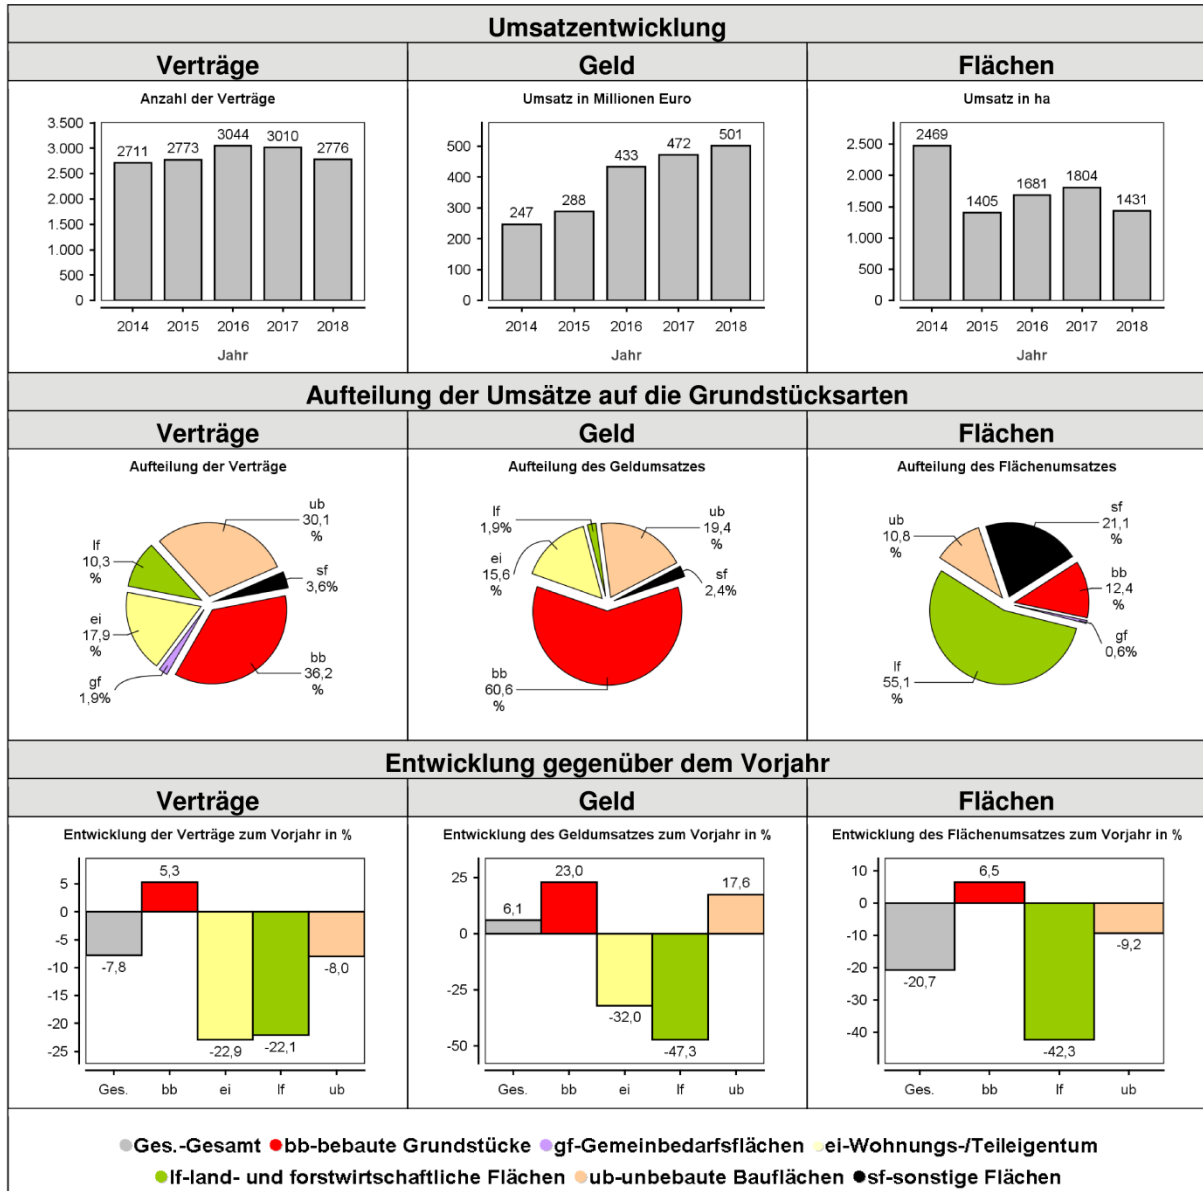 Umsatzentwicklung
Verträge
Geld
Flächen
Anzahl der Verträge
3.500
3.000
2.500
2.000
1.500
1.000
500
0
2711
2773
3044
3010
2776
2014 2015 2016 2017 2018
Jahr
Umsatz in Millionen Euro
500
400
300
200
100
0
247
288
433
472
501
2014 2015 2016 2017 2018
Jahr
Umsatz in ha
2.500
2.000
1.500
1.000
500
0
2469
1405
1681
1804
1431
2014 2015 2016 2017 2018
Jahr
Aufteilung der Umsätze auf die Grundstücksarten
Verträge
Geld
Flächen
Aufteilung der Verträge
ub
30,1
%
lf
10,3
%
sf
3,6%
ei
17,9
%
gf
1,9%
bb
36,2
%
Aufteilung des Geldumsatzes
lf
1,9%
ub
19,4
%
ei
15,6
%
sf
2,4%
bb
60,6
%
Aufteilung des Flächenumsatzes
sf
21,1
%
ub
10,8
%
bb
12,4
%
gf
0,6%
lf
55,1
%
Entwicklung gegenüber dem Vorjahr
Verträge
Geld
Flächen
Entwicklung der Verträge zum Vorjahr in %
5
0
-5
-10
-15
-20
-25
-7,8
5,3
-22,9
-22,1
-8,0
Ges. bb ei lf ub
Entwicklung des Geldumsatzes zum Vorjahr in %
25
0
-25
-50
6,1
23,0
-32,0
-47,3
17,6
Ges. bb ei lf ub
Entwicklung des Flächenumsatzes zum Vorjahr in %
10
0
-10
-20
-30
-40
-20,7
6,5
-42,3
-9,2
Ges. bb lf ub
Ges.-Gesamt bb-bebaute Grundstücke gf-Gemeinbedarfsflächen ei-Wohnungs-/Teileigentum
lf-land- und forstwirtschaftliche Flächen ub-unbebaute Bauflächen sf-sonstige Flächen